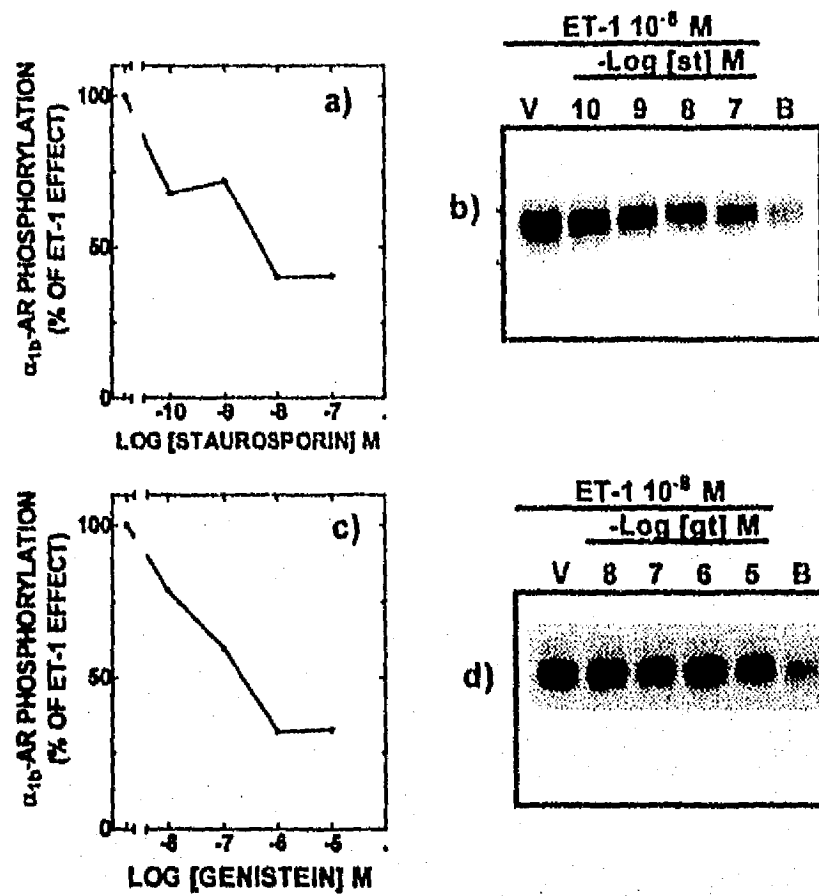 a)
α1b-AR PHOSPHORYLATION
(% OF ET-1 EFFECT)
100
50
0
-10 -9 -8 -7
LOG [STAUROSPORIN] M
ET-1 10-8 M
-Log [st] M
V 10 9 8 7 B
b)
c)
α1b-AR PHOSPHORYLATION
(% OF ET-1 EFFECT)
100
50
0
-8 -7 -6 -5
LOG [GENISTEIN] M
ET-1 10-8 M
-Log [gt] M
V 8 7 6 5 B
d)